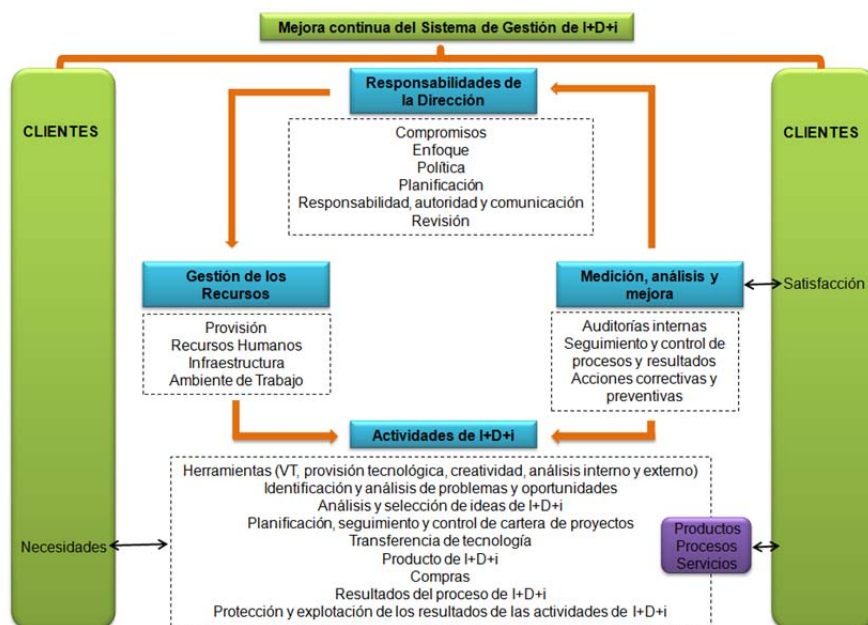 Mejora continua del Sistema de Gestión de I+D+i
CLIENTES
Responsabilidades de
la Dirección
CLIENTES
Compromisos
Enfoque
Política
Planificación
Responsabilidad, autoridad y comunicación
Revisión
Gestión de los
Recursos
Provisión
Recursos Humanos
Infraestructura
Ambiente de Trabajo
Medición, análisis y
mejora
Satisfacción
Auditorías internas
Seguimiento y control de
procesos y resultados
Acciones correctivas y
preventivas
Actividades de I+D+i
Herramientas (VT, provisión tecnológica, creatividad, análisis interno y externo)
Identificación y análisis de problemas y oportunidades
Análisis y selección de ideas de I+D+i
Planificación, seguimiento y control de cartera de proyectos
Transferencia de tecnología
Producto de I+D+i
Compras
Resultados del proceso de I+D+i
Protección y explotación de los resultados de las actividades de I+D+i
Necesidades
Productos
Procesos
Servicios